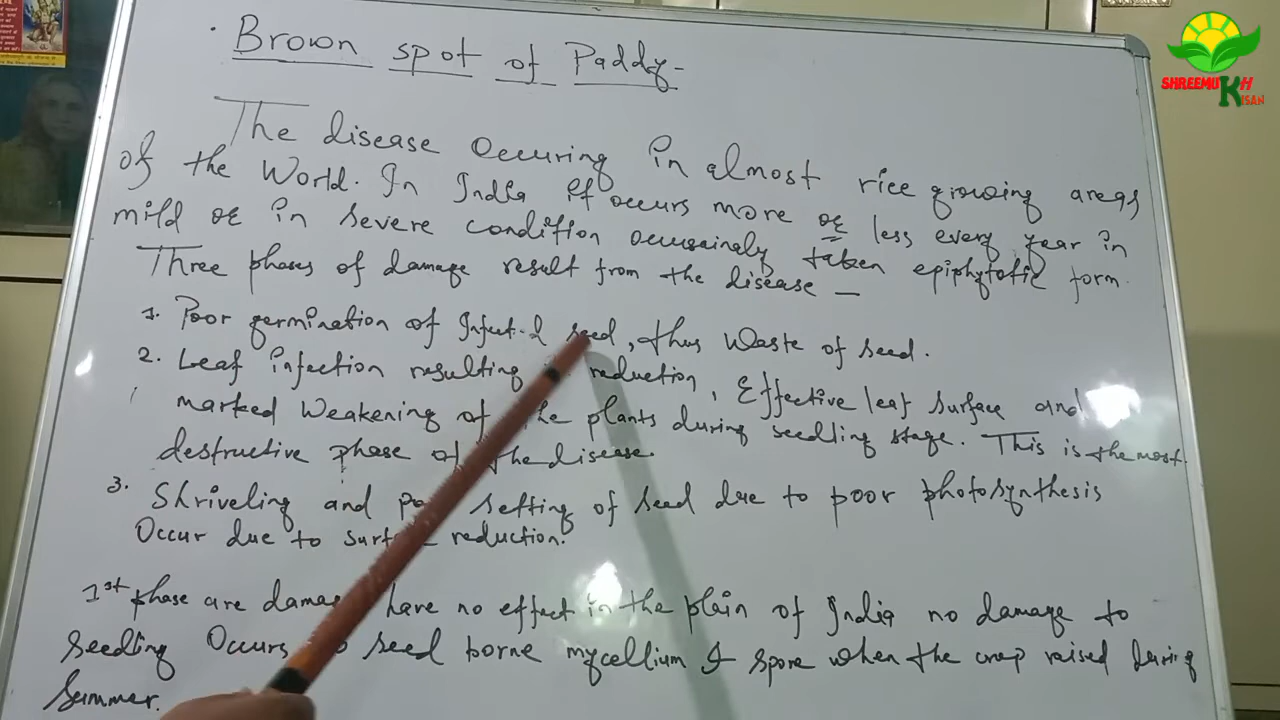 Brown spot of Paddy-
SHREEMUKH
KISAN
The disease Occuring in almost rice growing areas
of the World. In India it occurs more or less every year in
mild or in severe condition taken epiphytotic form.
Three phases of damage result from the disease —
1. Poor germination of seed, thus Waste of seed.
2. Leaf infection resulting reduction, Effective leaf surface and
marked Weakening of the plants during seedling stage. This is the most
destructive phase of the disease.
3. Shriveling and setting of seed due to poor photosynthesis
Occur due to reduction.
1st phase are have no effect in the plain of India no damage to
Seedling Occurs seed borne mycellium & spore when the crop raised during
Summer.